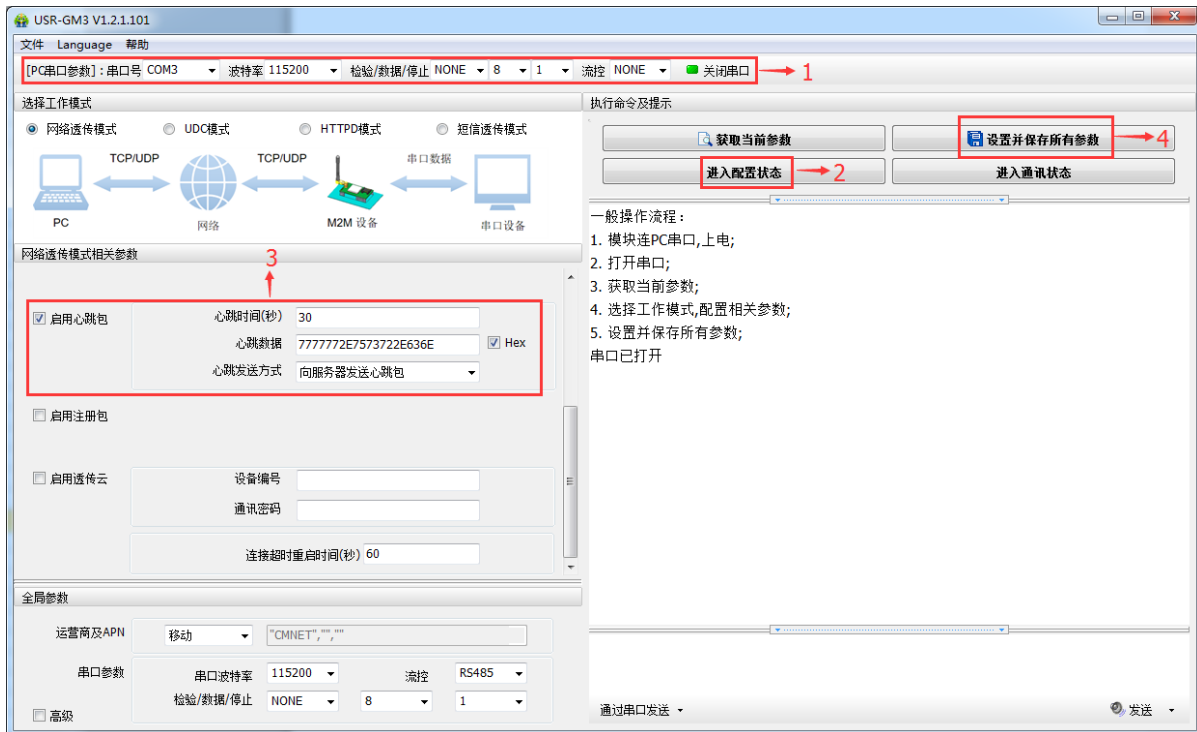 USR-GM3 V1.2.1.101
文件 Language 帮助
[PC串口参数]:串口号 COM3 波特率 115200 检验/数据/停止 NONE 8 1 流控 NONE 关闭串口 1
选择工作模式
网络透传模式 UDC模式 HTTPD模式 短信透传模式
TCP/UDP TCP/UDP 串口数据
PC 网络 M2M 设备 串口设备
网络透传模式相关参数
3
启用心跳包 心跳时间(秒) 30
心跳数据 7777772E7573722E636E Hex
心跳发送方式 向服务器发送心跳包
启用注册包
启用透传云 设备编号
通讯密码
连接超时重启时间(秒) 60
全局参数
运营商及APN 移动 "CMNET","",""
串口参数 串口波特率 115200 流控 RS485
检验/数据/停止 NONE 8 1
高级
执行命令及提示
获取当前参数 设置并保存所有参数 4
进入配置状态 2 进入通讯状态
一般操作流程:
1. 模块连PC串口,上电;
2. 打开串口;
3. 获取当前参数;
4. 选择工作模式,配置相关参数;
5. 设置并保存所有参数;
串口已打开
通过串口发送 发送